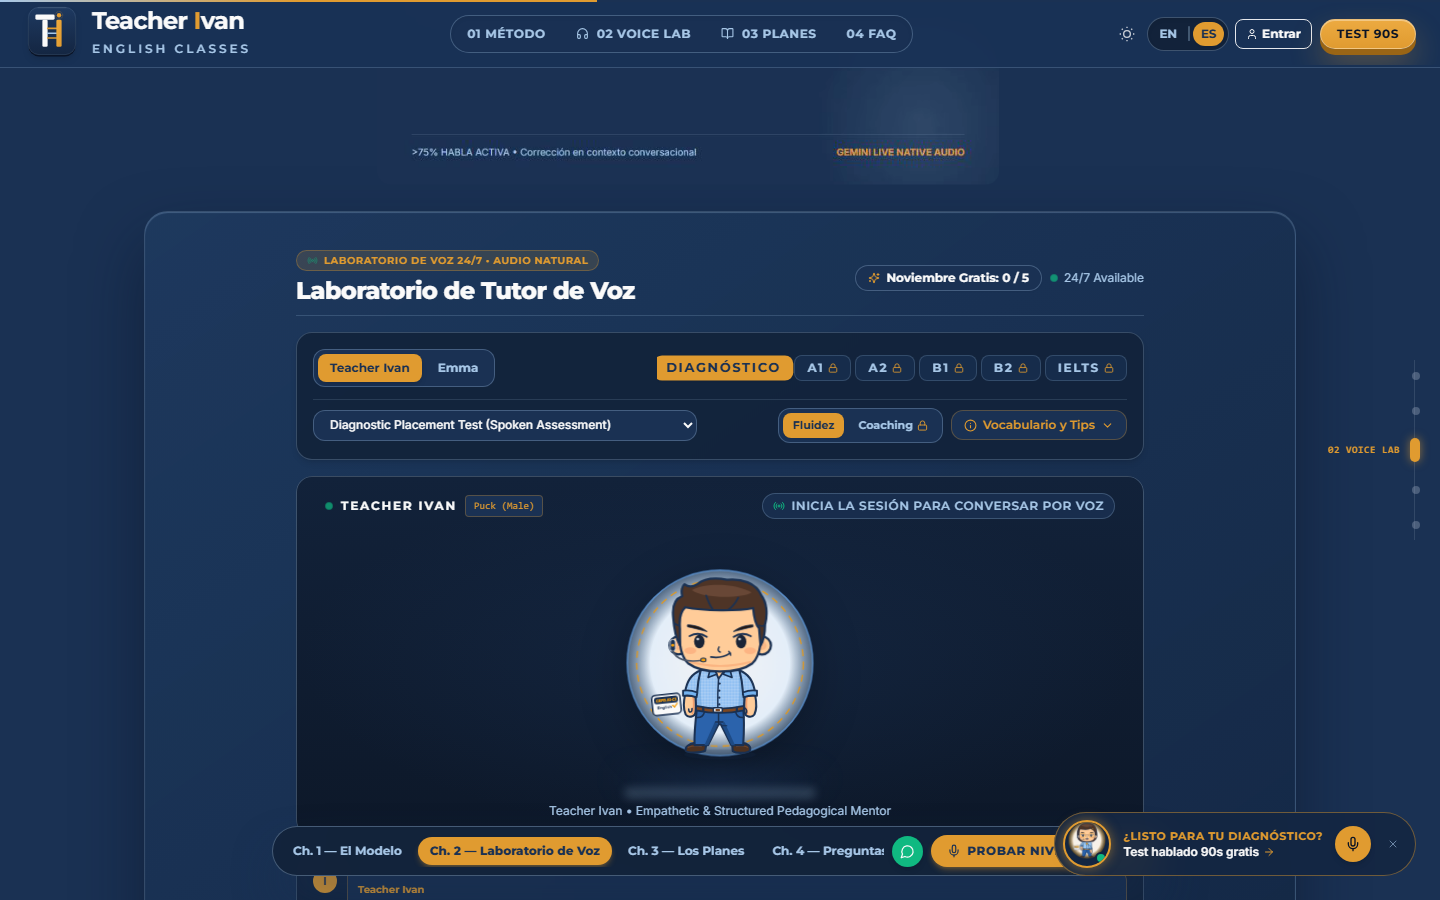 Teacher Ivan
ENGLISH CLASSES
01 MÉTODO
02 VOICE LAB
03 PLANES
04 FAQ
EN
ES
Entrar
TEST 90S
>75% HABLA ACTIVA • Corrección en contexto conversacional
GEMINI LIVE NATIVE AUDIO
LABORATORIO DE VOZ 24/7 • AUDIO NATURAL
Laboratorio de Tutor de Voz
Noviembre Gratis: 0 / 5
24/7 Available
Teacher Ivan
Emma
DIAGNÓSTICO
A1
A2
B1
B2
IELTS
Diagnostic Placement Test (Spoken Assessment)
Fluidez
Coaching
Vocabulario y Tips
02 VOICE LAB
TEACHER IVAN
Puck (Male)
INICIA LA SESIÓN PARA CONVERSAR POR VOZ
Teacher Ivan • Empathetic & Structured Pedagogical Mentor
Ch. 1 — El Modelo
Ch. 2 — Laboratorio de Voz
Ch. 3 — Los Planes
Ch. 4 — Preguntas
PROBAR NIV
¿LISTO PARA TU DIAGNÓSTICO?
Test hablado 90s gratis →
I
Teacher Ivan